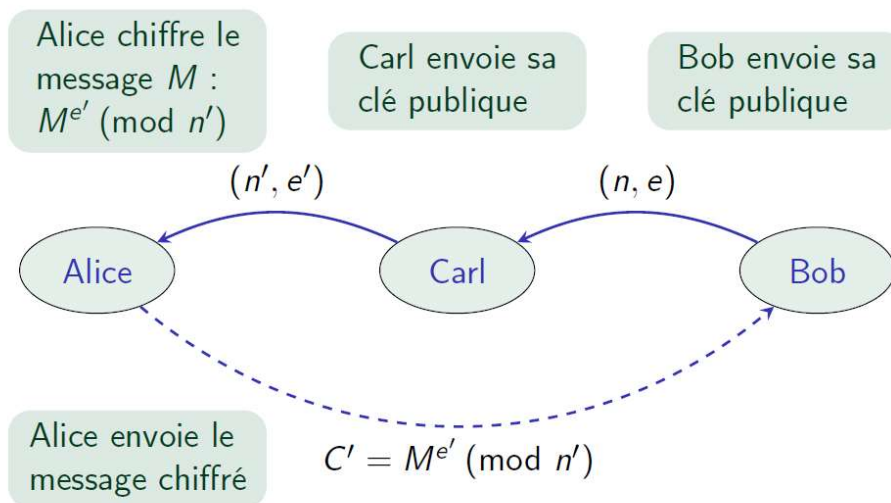 Alice chiffre le
message M :
M^{e'} (mod n')
Carl envoie sa
clé publique
Bob envoie sa
clé publique
(n', e')
(n, e)
Alice
Carl
Bob
Alice envoie le
message chiffré
C' = M^{e'} (mod n')